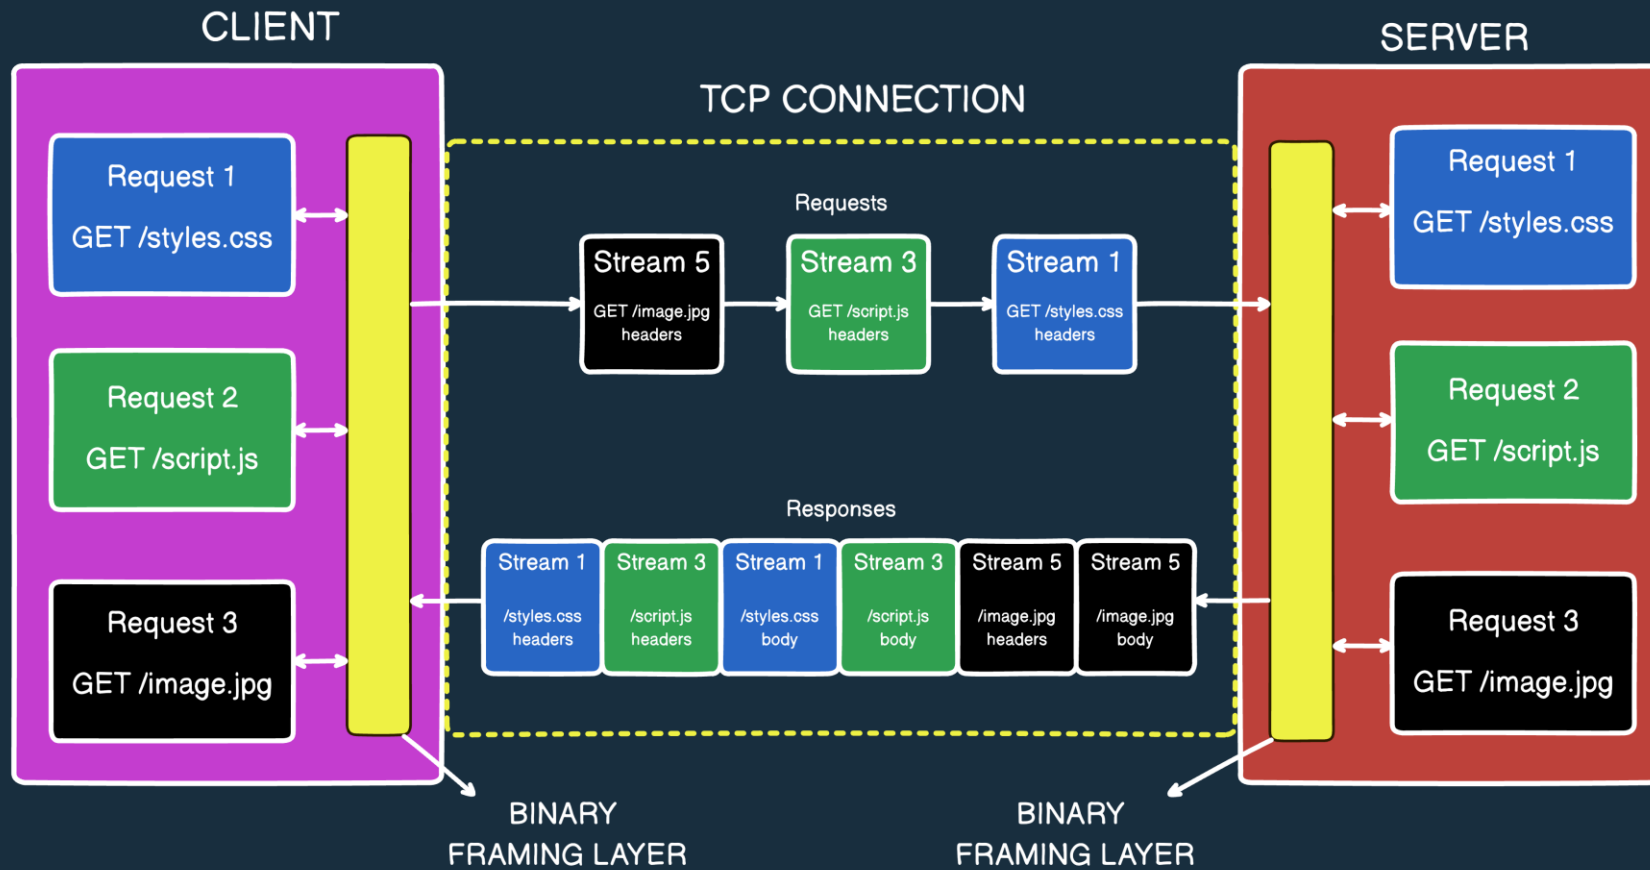 CLIENT
SERVER
TCP CONNECTION
Request 1
GET /styles.css
Request 2
GET /script.js
Request 3
GET /image.jpg
Requests
Stream 5
GET /image.jpg
headers
Stream 3
GET /script.js
headers
Stream 1
GET /styles.css
headers
Responses
Stream 1
/styles.css
headers
Stream 3
/script.js
headers
Stream 1
/styles.css
body
Stream 3
/script.js
body
Stream 5
/image.jpg
headers
Stream 5
/image.jpg
body
Request 1
GET /styles.css
Request 2
GET /script.js
Request 3
GET /image.jpg
BINARY
FRAMING LAYER
BINARY
FRAMING LAYER